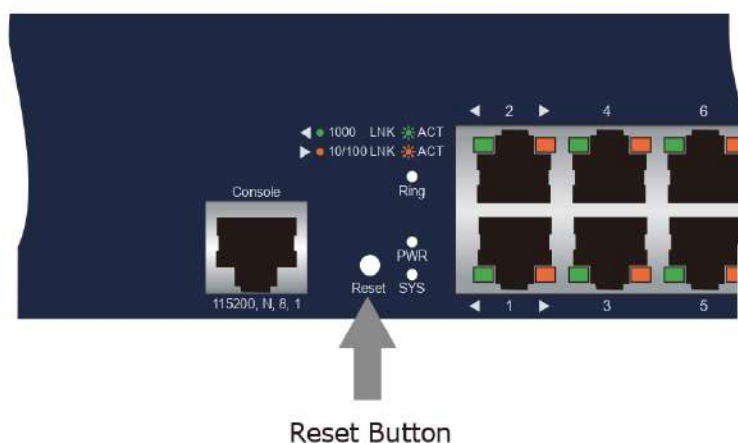 2 4 6
1000 LNK ACT
10/100 LNK ACT
Ring
Console
PWR
Reset SYS
115200, N, 8, 1
1 3 5
Reset Button